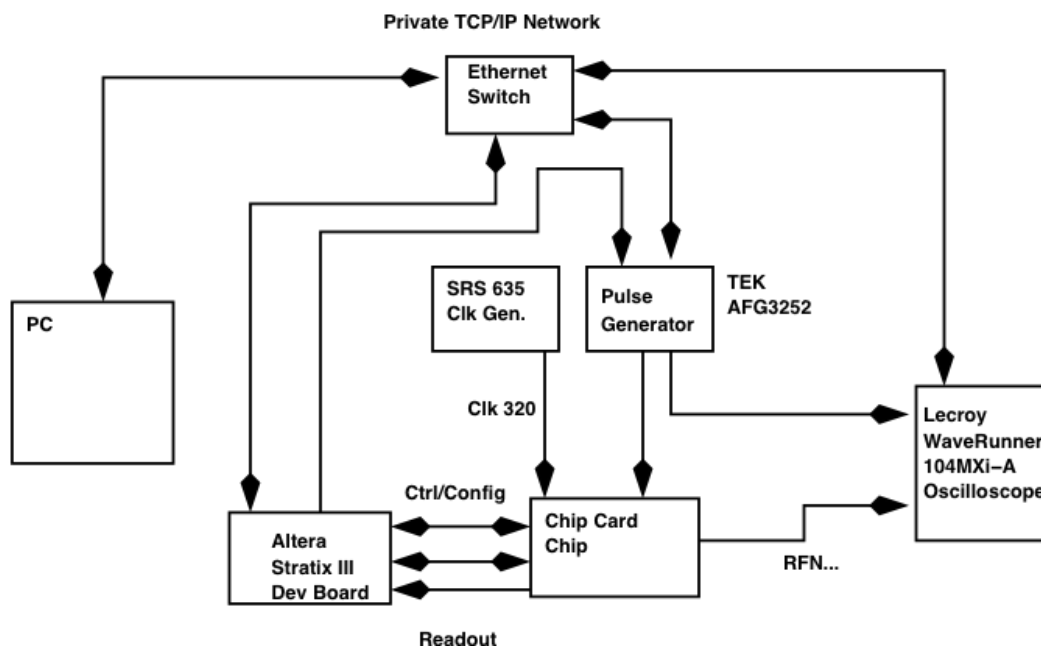 Private TCP/IP Network
Ethernet
Switch
SRS 635
Clk Gen.
Pulse
Generator
TEK
AFG3252
PC
Clk 320
Lecroy
WaveRunner
104MXi-A
Oscilloscope
Ctrl/Config
Chip Card
Chip
Altera
Stratix III
Dev Board
RFN...
Readout